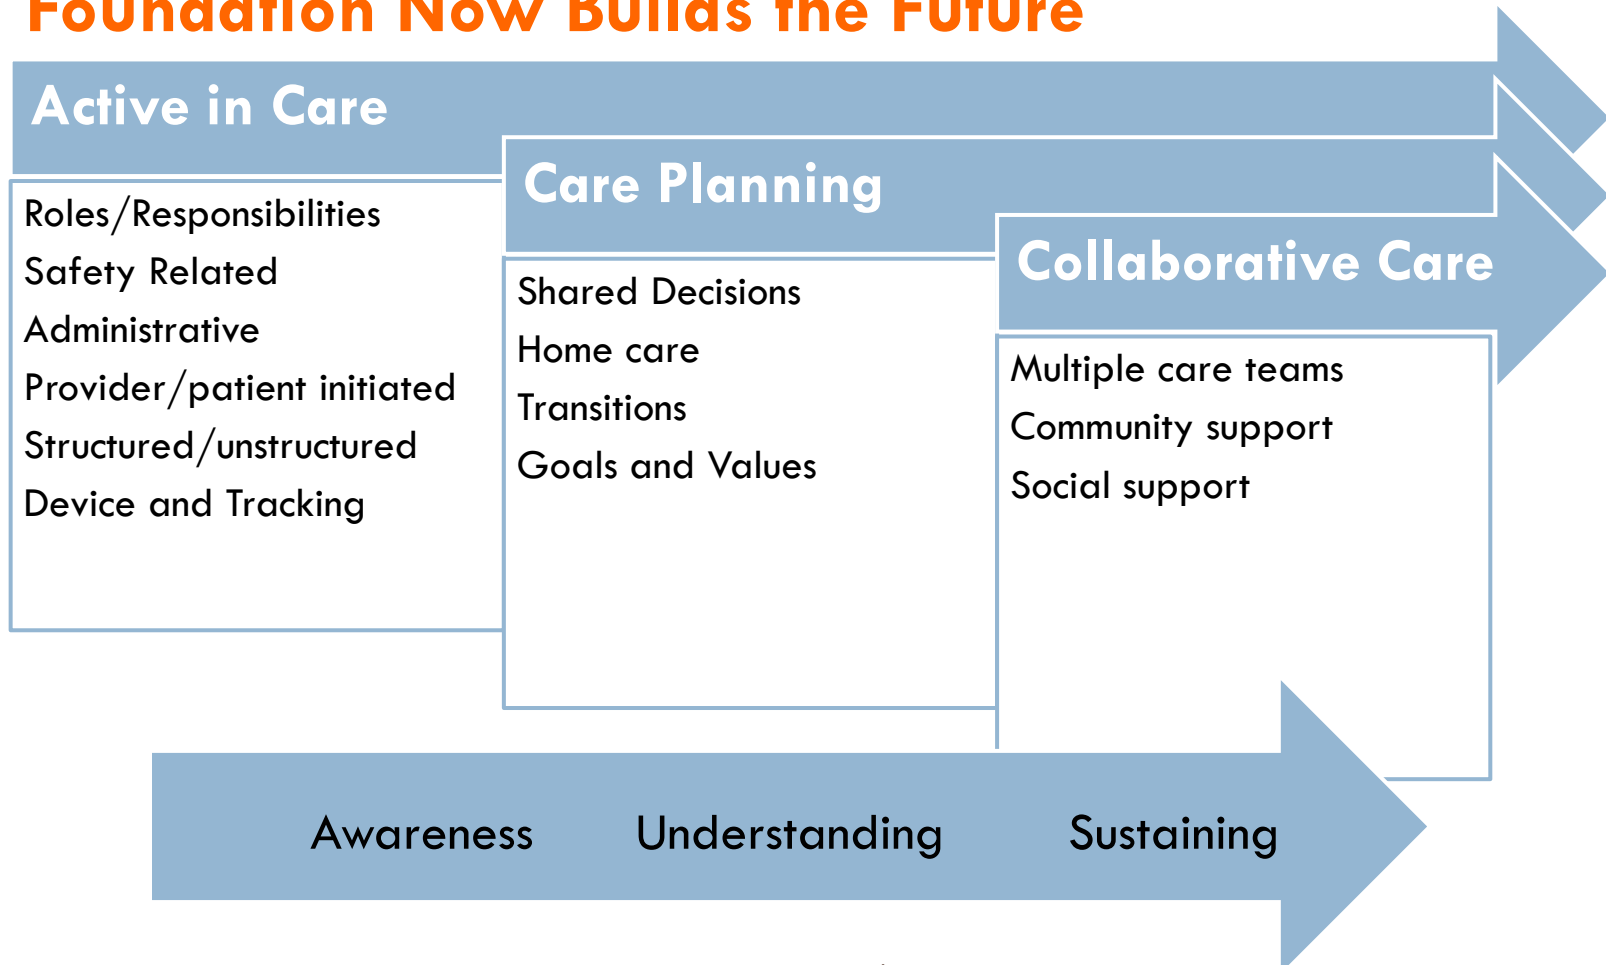 Foundation Now Builds the Future
Active in Care
Roles/Responsibilities
Safety Related
Administrative
Provider/patient initiated
Structured/unstructured
Device and Tracking
Care Planning
Shared Decisions
Home care
Transitions
Goals and Values
Collaborative Care
Multiple care teams
Community support
Social support
Awareness Understanding Sustaining